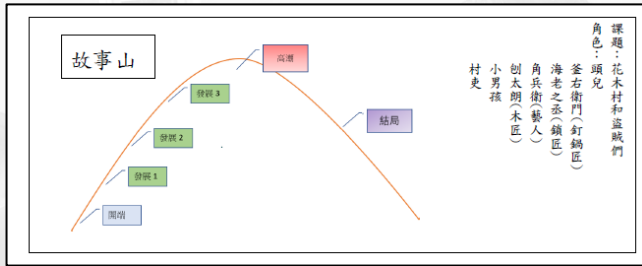 故事山
高潮
發展 3
發展 2
發展 1
開端
結局
課題：花木村和盜賊們
角色：頭兒
釜右衛門(釘鍋匠)
海老之丞(鎖匠)
角兵衛(藝人)
刨太朗(木匠)
小男孩
村吏